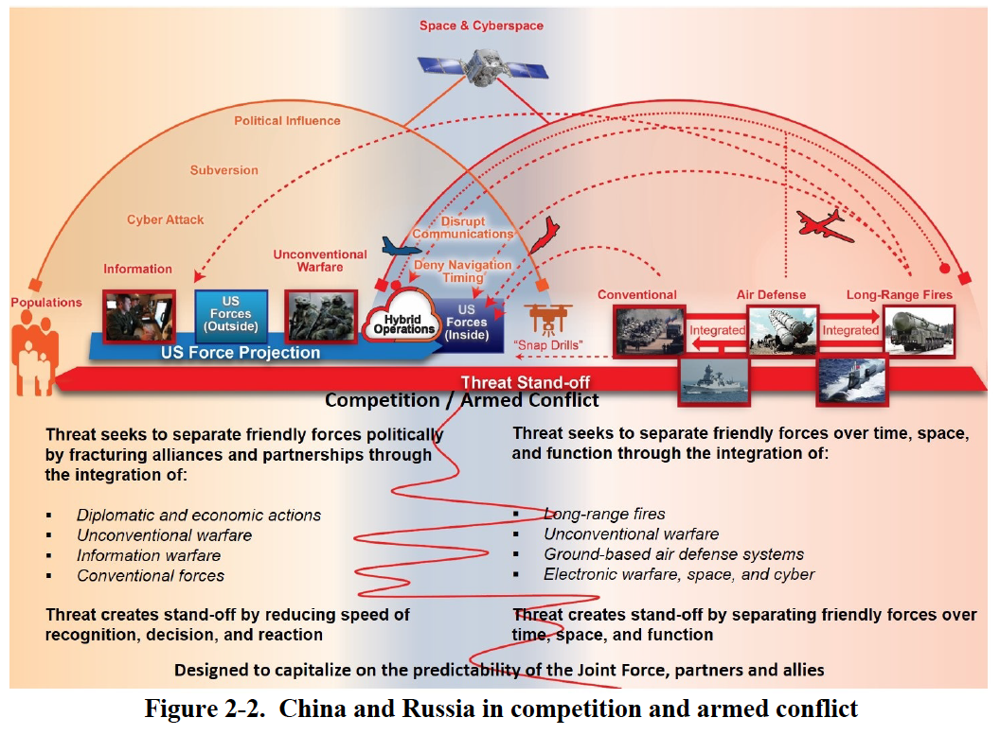 Space & Cyberspace
Political Influence
Subversion
Cyber Attack
Disrupt
Communications
Deny Navigation
Timing
Information
Unconventional
Warfare
Populations
US
Forces
(Outside)
Hybrid
Operations
US
Forces
(Inside)
US Force Projection
"Snap Drills"
Conventional
Air Defense
Long-Range Fires
Integrated
Integrated
Threat Stand-off
Competition / Armed Conflict
Threat seeks to separate friendly forces politically
by fracturing alliances and partnerships through
the integration of:
▪ Diplomatic and economic actions
▪ Unconventional warfare
▪ Information warfare
▪ Conventional forces
Threat creates stand-off by reducing speed of
recognition, decision, and reaction
Threat seeks to separate friendly forces over time, space,
and function through the integration of:
▪ Long-range fires
▪ Unconventional warfare
▪ Ground-based air defense systems
▪ Electronic warfare, space, and cyber
Threat creates stand-off by separating friendly forces over
time, space, and function
Designed to capitalize on the predictability of the Joint Force, partners and allies
Figure 2-2. China and Russia in competition and armed conflict